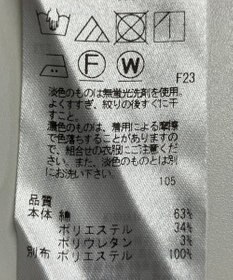 F W
F23
淡色のものは無蛍光洗剤を使用。
よくすすぎ、絞りの後すぐに干
すこと。
濃色のものは、着用による摩擦
で色落ちすることがありますの
で、組合せの衣服にご注意くださ
い。また、淡色のものとは別
にお洗い下さい。
105
品質
本体 綿 63%
ポリエステル 34%
ポリウレタン 3%
別布 ポリエステル 100%